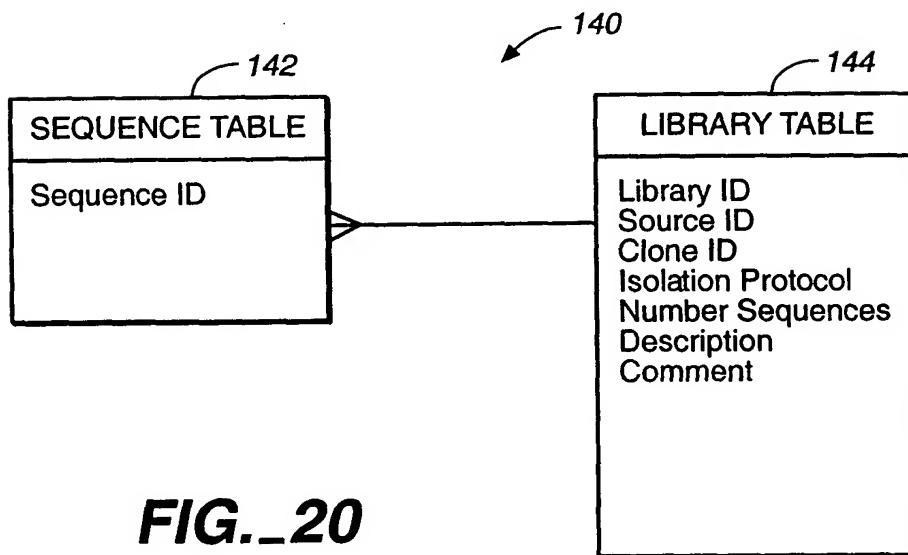 140
142
144
SEQUENCE TABLE
Sequence ID
LIBRARY TABLE
Library ID
Source ID
Clone ID
Isolation Protocol
Number Sequences
Description
Comment
FIG._20